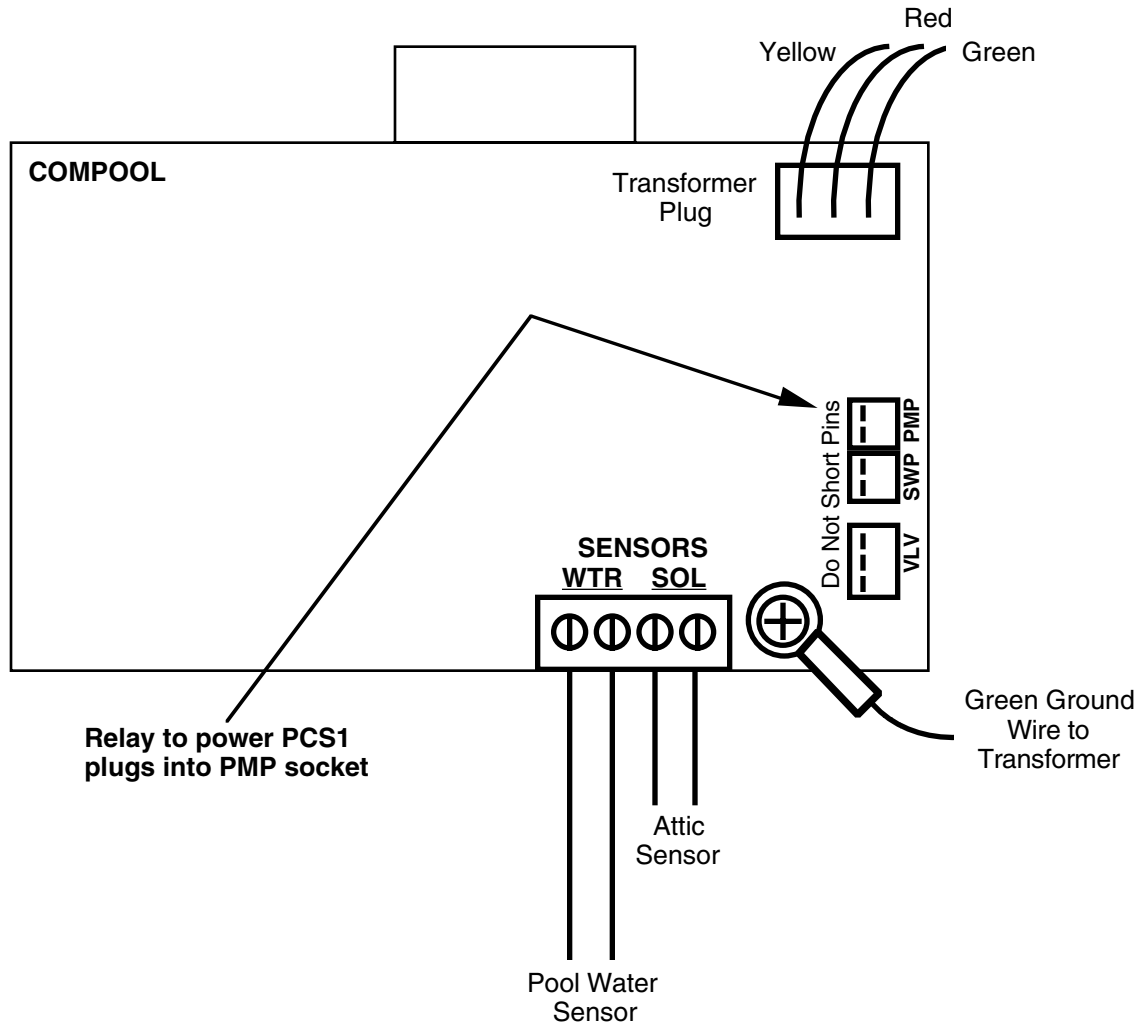 Red
Yellow
Green
COMPOOL
Transformer
Plug
Do Not Short Pins
PMP
SWP
VLV
SENSORS
WTR SOL
Relay to power PCS1
plugs into PMP socket
Green Ground
Wire to
Transformer
Attic
Sensor
Pool Water
Sensor